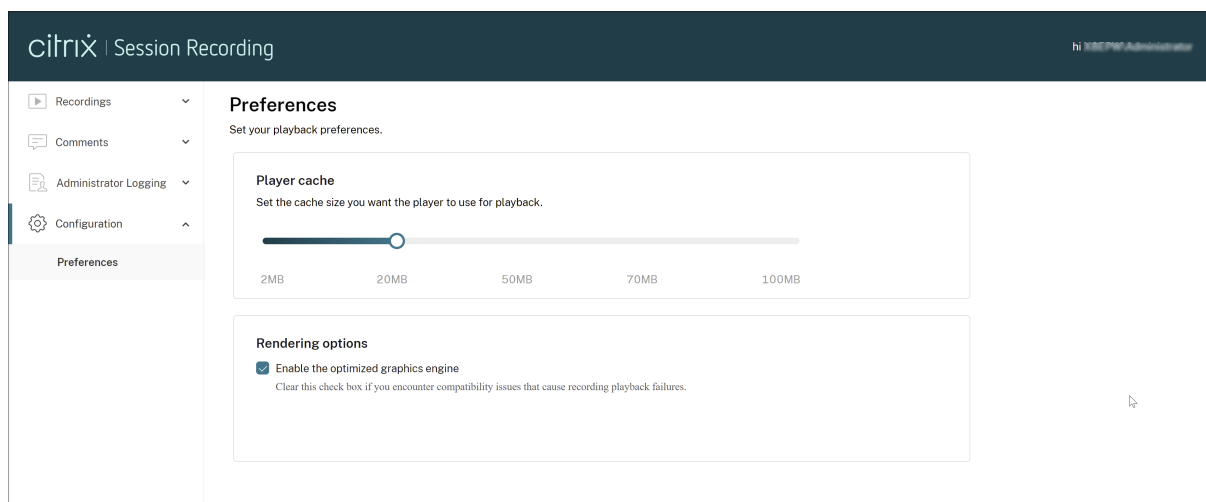 citrix | Session Recording
hi
Recordings
Comments
Administrator Logging
Configuration
Preferences
Preferences
Set your playback preferences.
Player cache
Set the cache size you want the player to use for playback.
2MB 20MB 50MB 70MB 100MB
Rendering options
Enable the optimized graphics engine
Clear this check box if you encounter compatibility issues that cause recording playback failures.